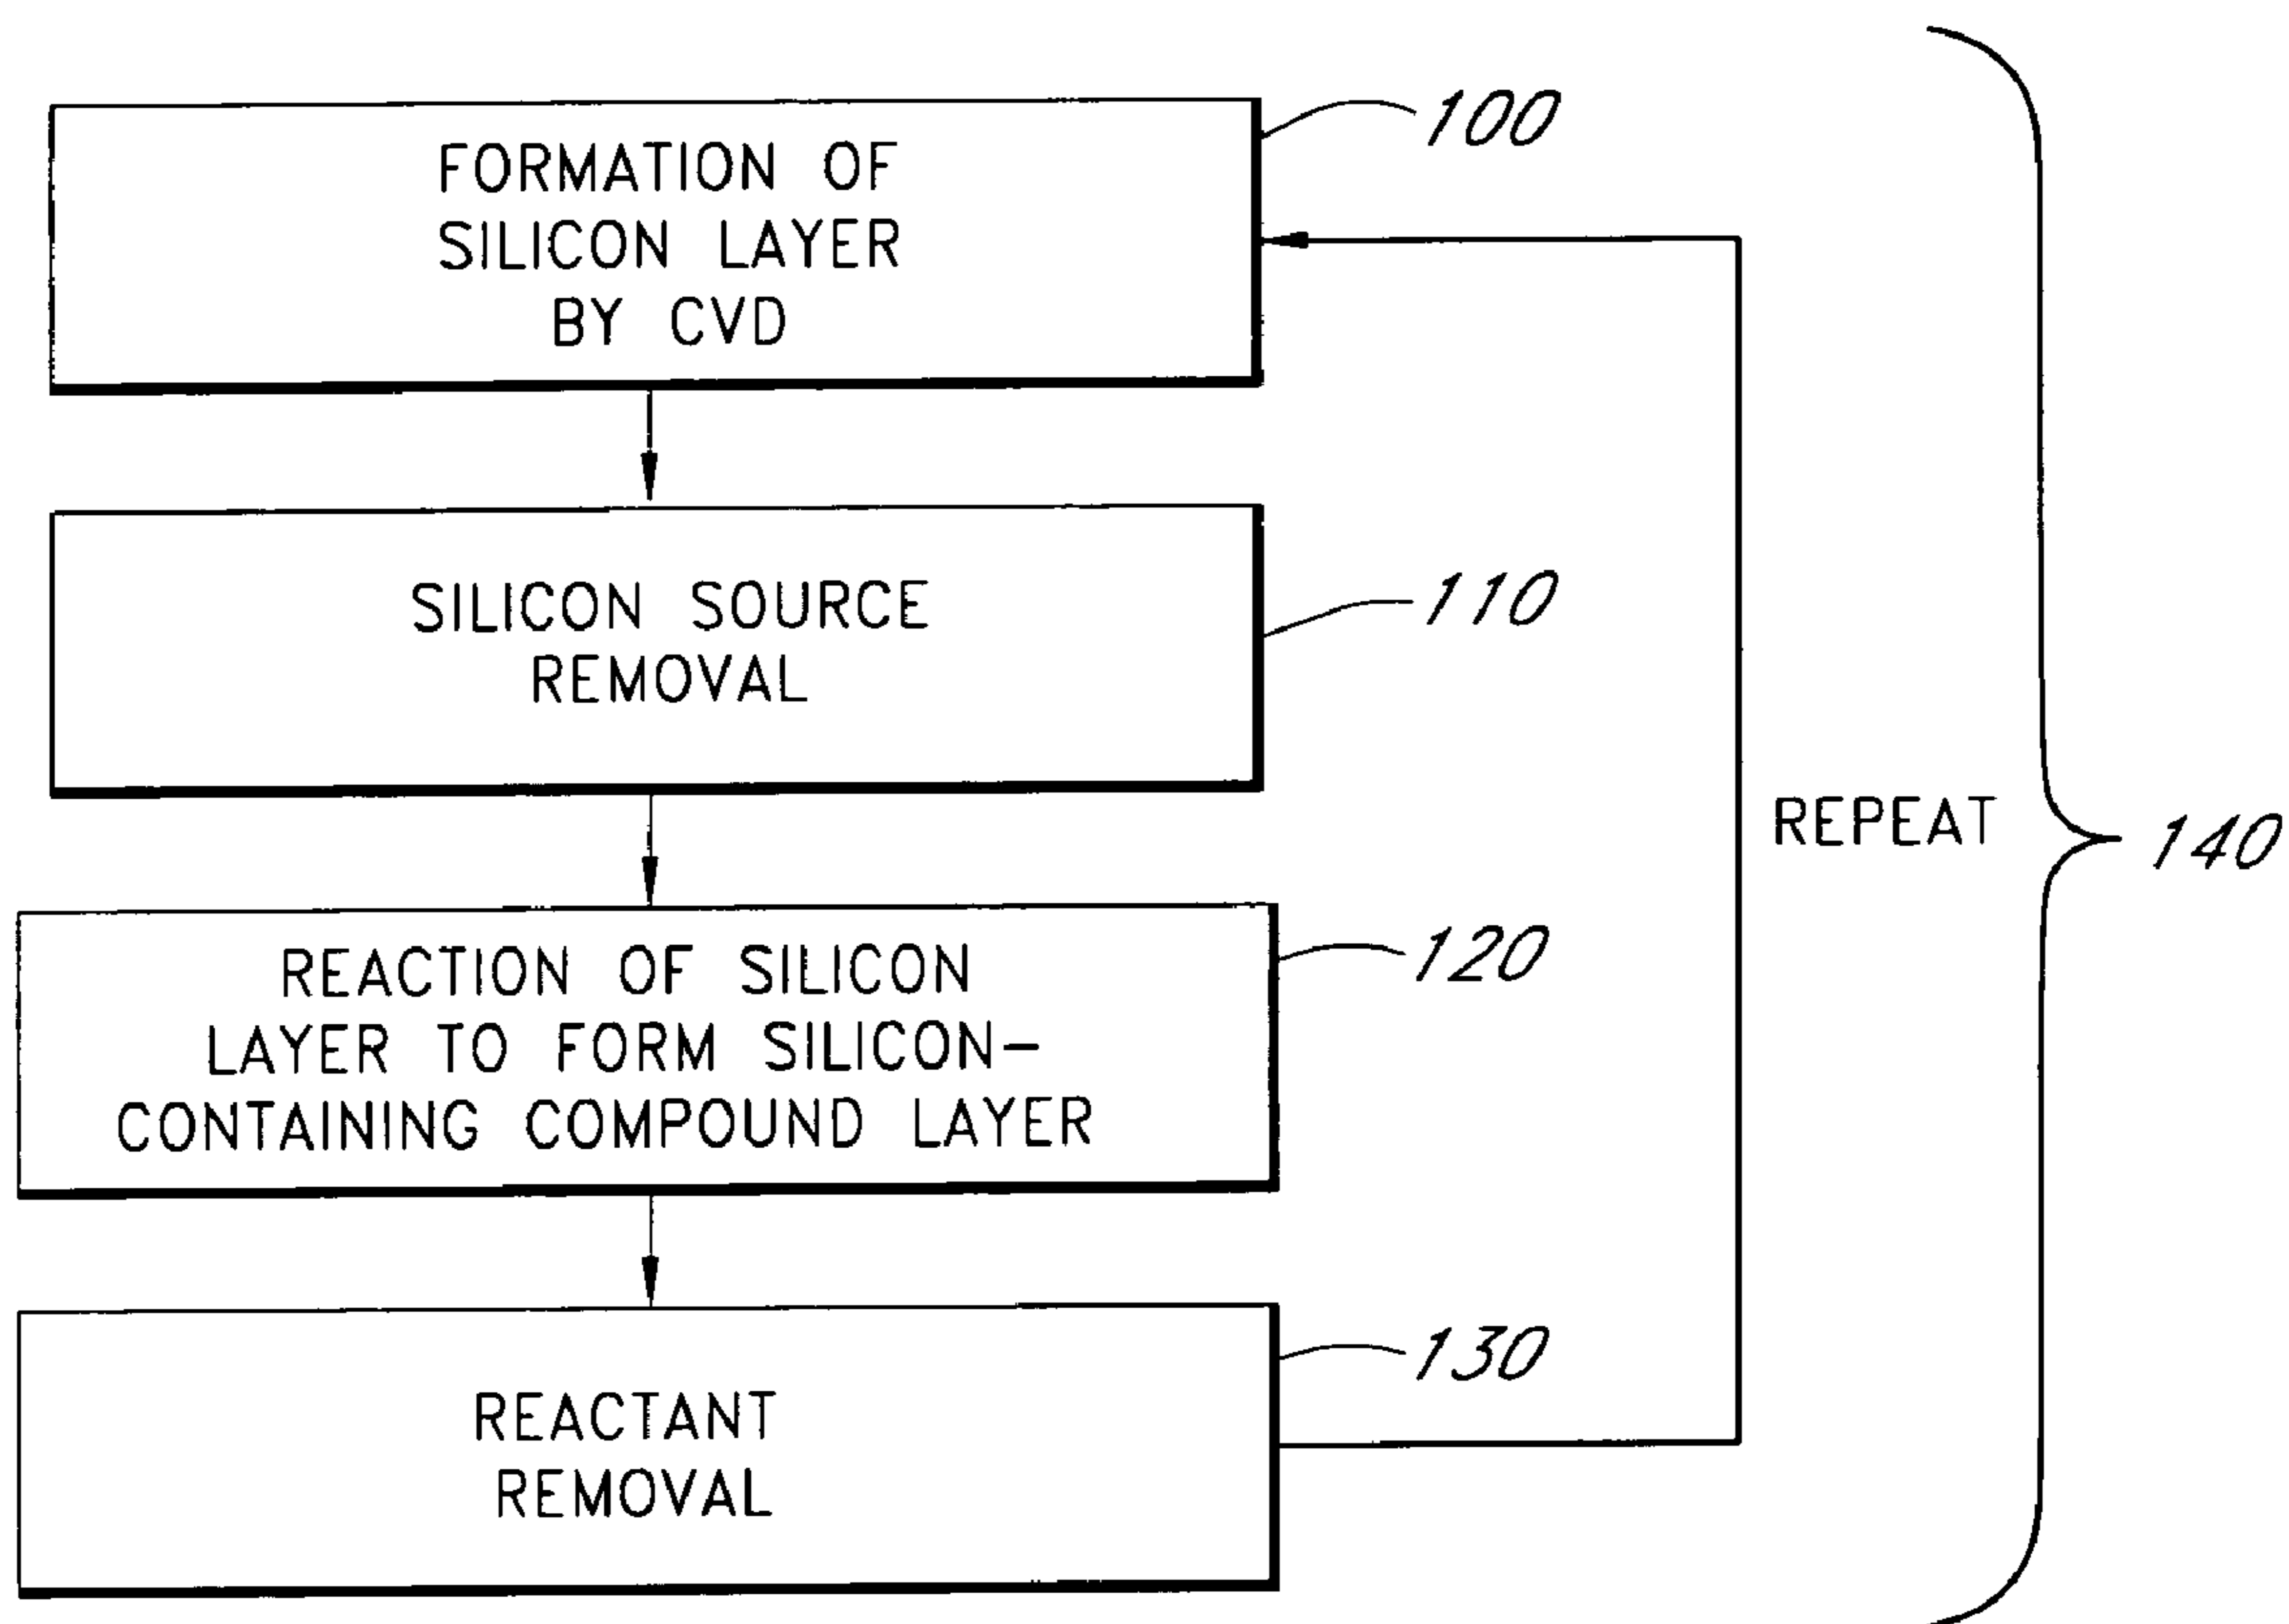 FORMATION OF
SILICON LAYER
BY CVD
100
SILICON SOURCE
REMOVAL
110
REPEAT
140
REACTION OF SILICON
LAYER TO FORM SILICON-
CONTAINING COMPOUND LAYER
120
REACTANT
REMOVAL
130